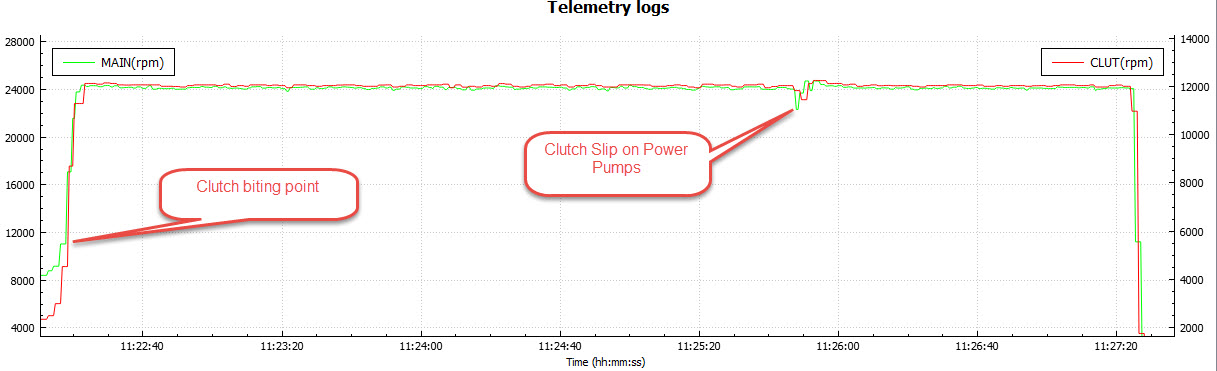 Telemetry logs
28000
24000
20000
16000
12000
8000
4000
MAIN(rpm)
CLUT(rpm)
14000
12000
10000
8000
6000
4000
2000
Clutch biting point
Clutch Slip on Power
Pumps
11:22:40 11:23:20 11:24:00 11:24:40 11:25:20 11:26:00 11:26:40 11:27:20
Time (hh:mm:ss)